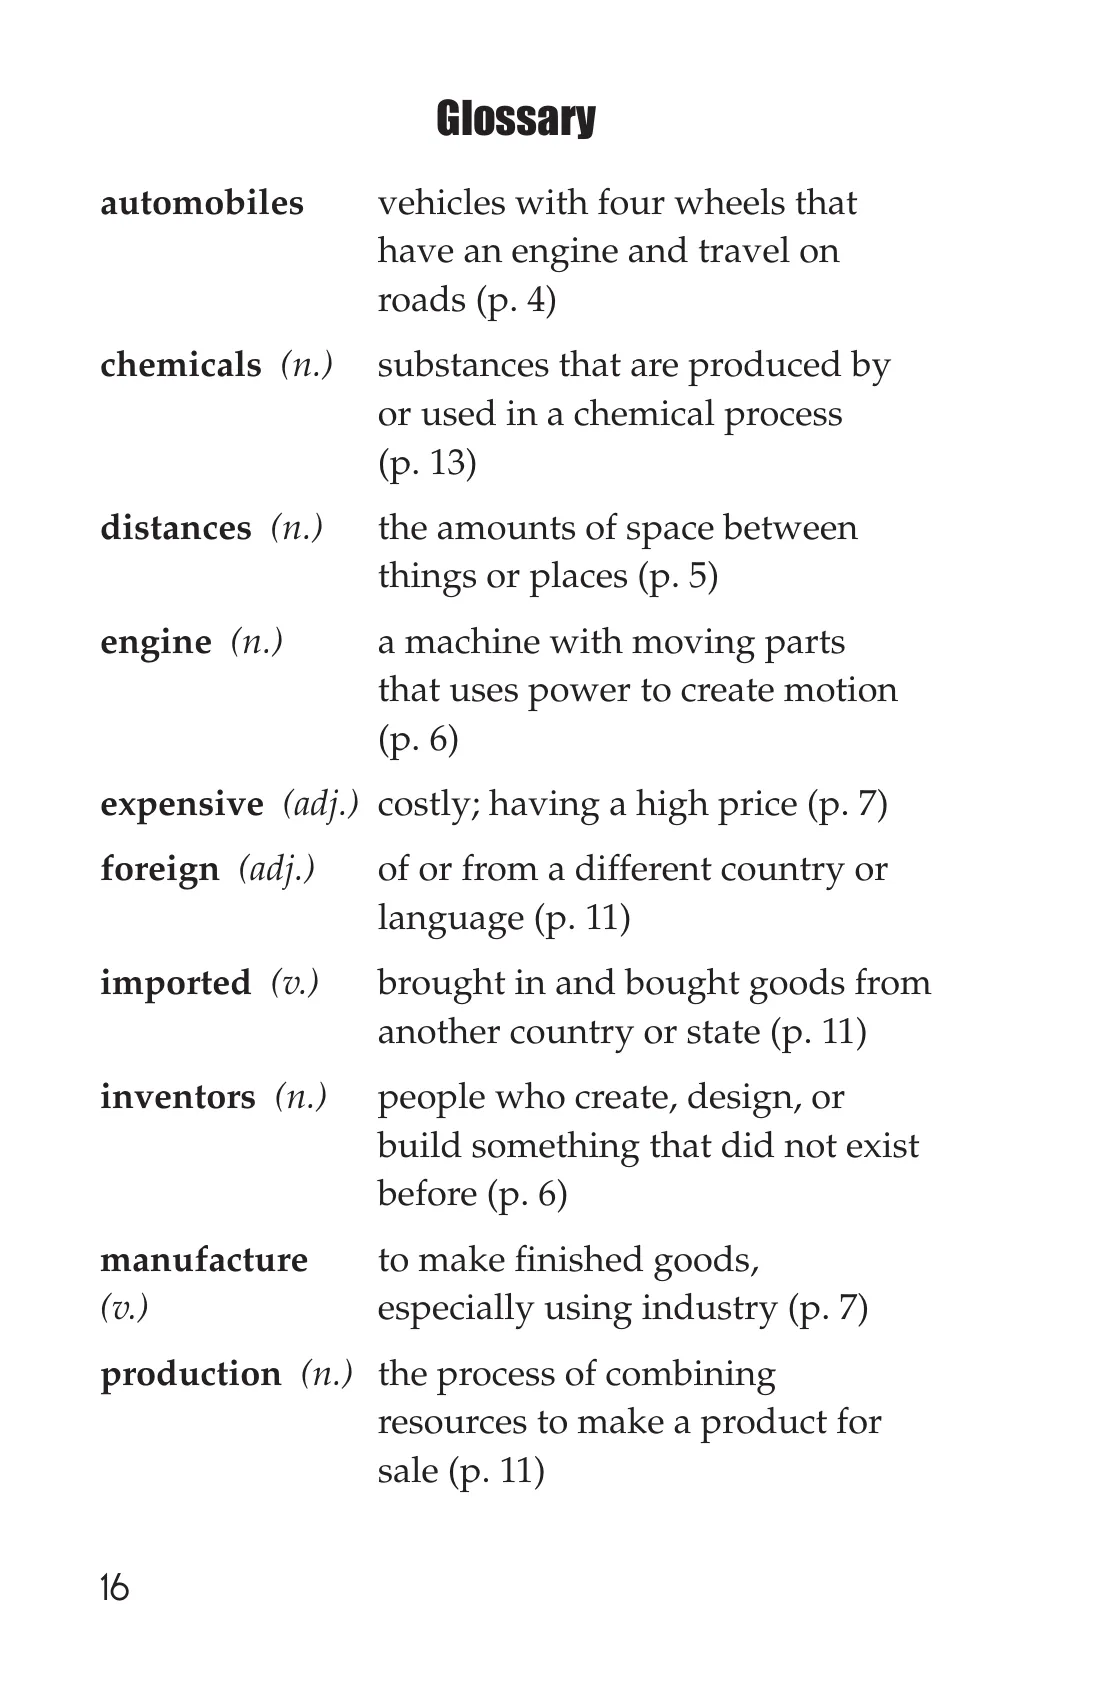 Glossary
automobiles vehicles with four wheels that
have an engine and travel on
roads (p. 4)
chemicals (n.) substances that are produced by
or used in a chemical process
(p. 13)
distances (n.) the amounts of space between
things or places (p. 5)
engine (n.) a machine with moving parts
that uses power to create motion
(p. 6)
expensive (adj.) costly; having a high price (p. 7)
foreign (adj.) of or from a different country or
language (p. 11)
imported (v.) brought in and bought goods from
another country or state (p. 11)
inventors (n.) people who create, design, or
build something that did not exist
before (p. 6)
manufacture to make finished goods,
(v.) especially using industry (p. 7)
production (n.) the process of combining
resources to make a product for
sale (p. 11)
16